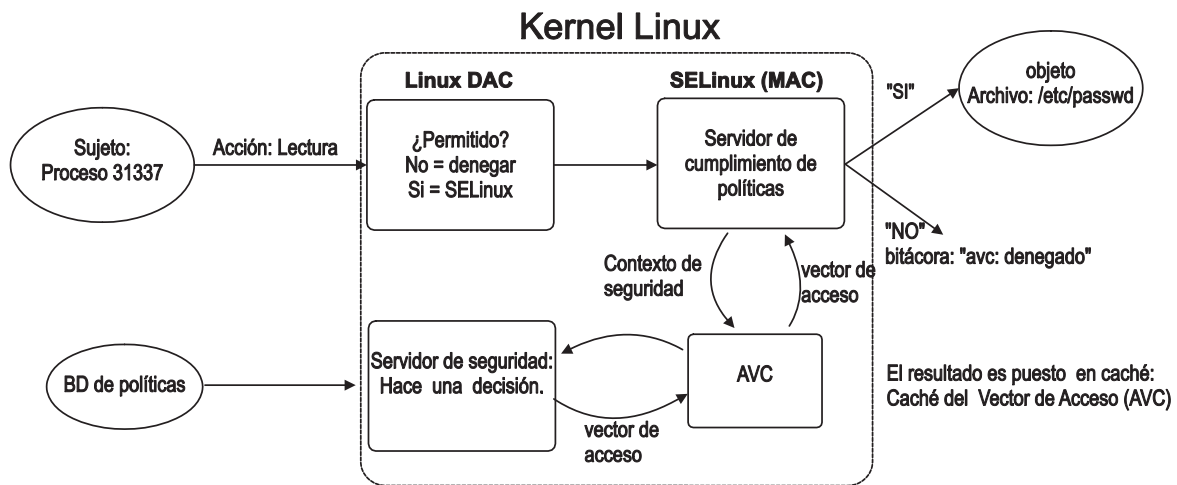 Kernel Linux
Linux DAC
SELinux (MAC)
Sujeto:
Proceso 31337
Acción: Lectura
¿Permitido?
No = denegar
Si = SELinux
Servidor de
cumplimiento de
políticas
"SI"
objeto
Archivo: /etc/passwd
"NO"
bitácora: "avc: denegado"
Contexto de
seguridad
vector de
acceso
BD de políticas
Servidor de seguridad:
Hace una decisión.
vector de
acceso
AVC
El resultado es puesto en caché:
Caché del Vector de Acceso (AVC)